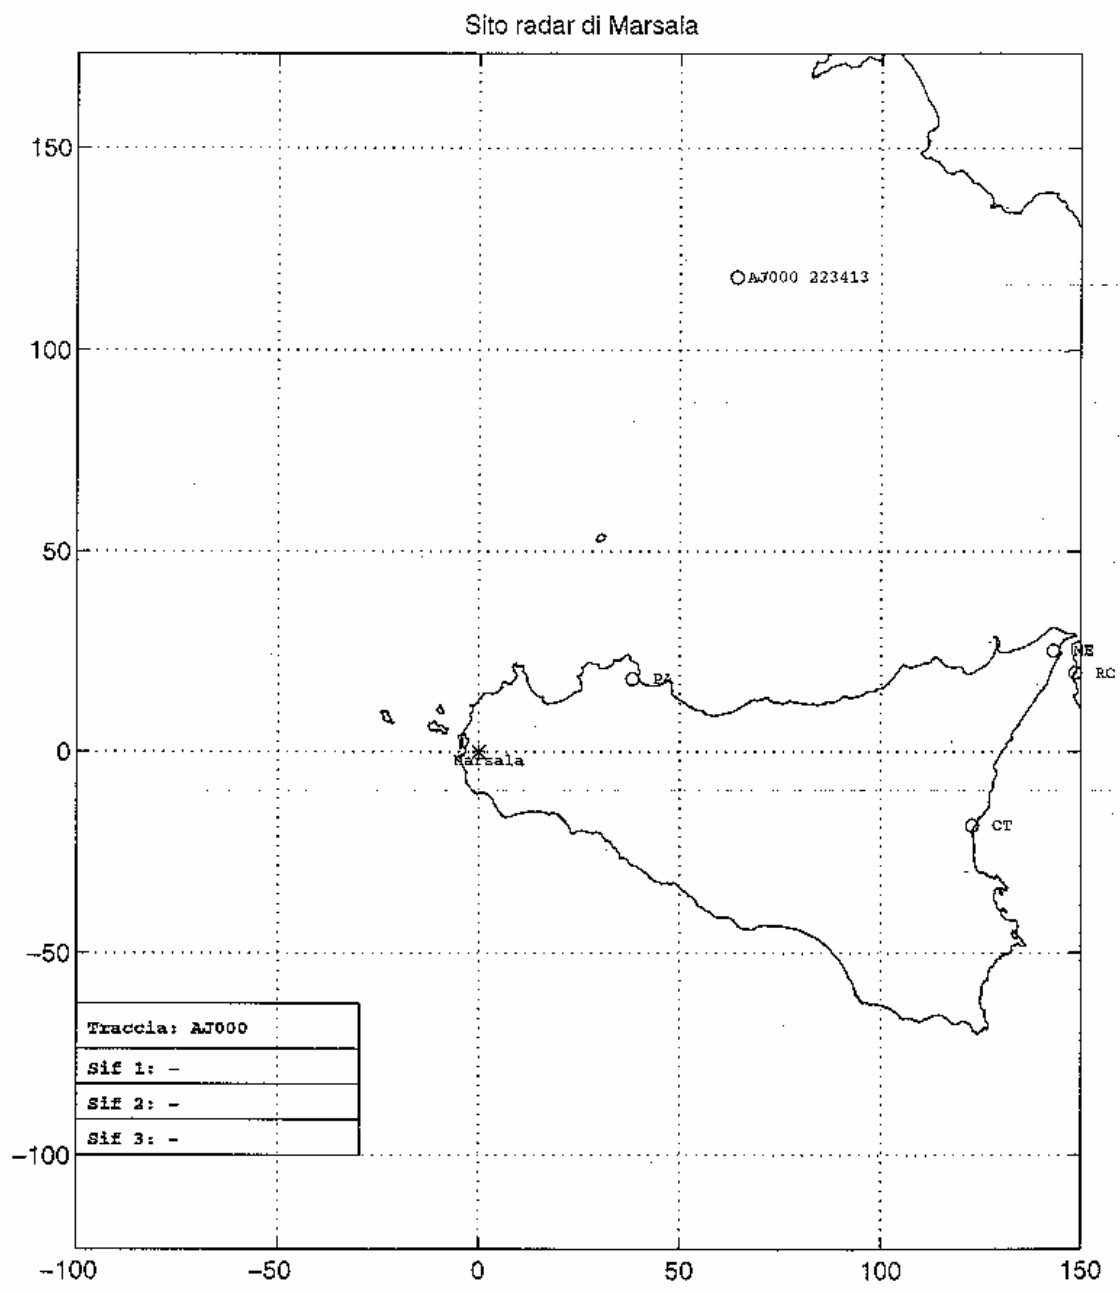 Sito radar di Marsala
150
AJ000 223413
100
50
ME
RC
PA
0
Marsala
CT
-50
Traccia: AJ000
Sif 1: -
Sif 2: -
Sif 3: -
-100
-100 -50 0 50 100 150